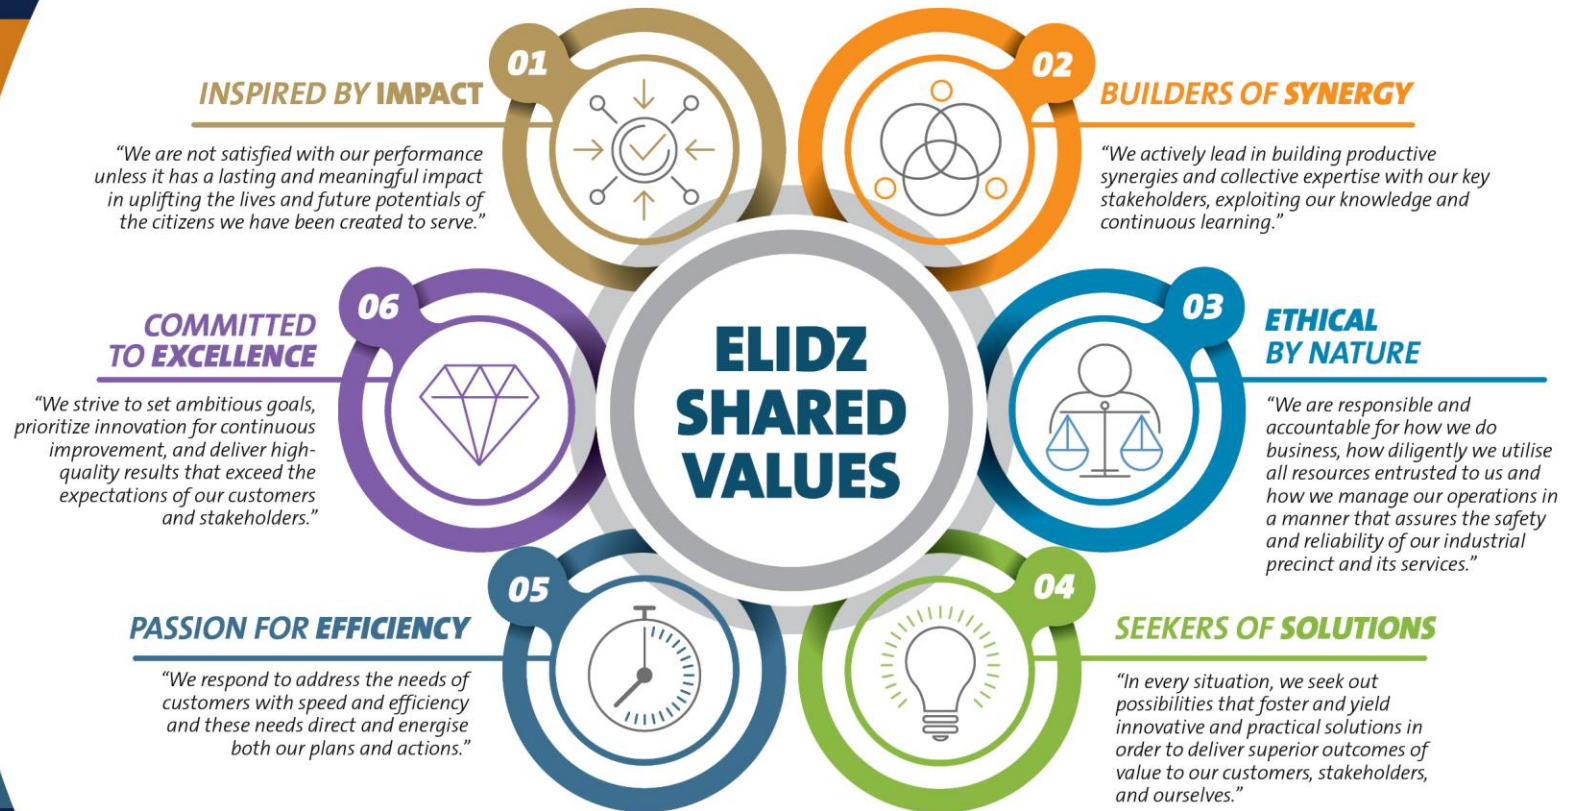 01
INSPIRED BY IMPACT
“We are not satisfied with our performance
unless it has a lasting and meaningful impact
in uplifting the lives and future potentials of
the citizens we have been created to serve.”
02
BUILDERS OF SYNERGY
“We actively lead in building productive
synergies and collective expertise with our key
stakeholders, exploiting our knowledge and
continuous learning.”
ELIDZ
SHARED
VALUES
03
ETHICAL
BY NATURE
“We are responsible and
accountable for how we do
business, how diligently we utilise
all resources entrusted to us and
how we manage our operations in
a manner that assures the safety
and reliability of our industrial
precinct and its services.”
04
SEEKERS OF SOLUTIONS
“In every situation, we seek out
possibilities that foster and yield
innovative and practical solutions in
order to deliver superior outcomes of
value to our customers, stakeholders,
and ourselves.”
05
PASSION FOR EFFICIENCY
“We respond to address the needs of
customers with speed and efficiency
and these needs direct and energise
both our plans and actions.”
06
COMMITTED
TO EXCELLENCE
“We strive to set ambitious goals,
prioritize innovation for continuous
improvement, and deliver high-
quality results that exceed the
expectations of our customers
and stakeholders.”